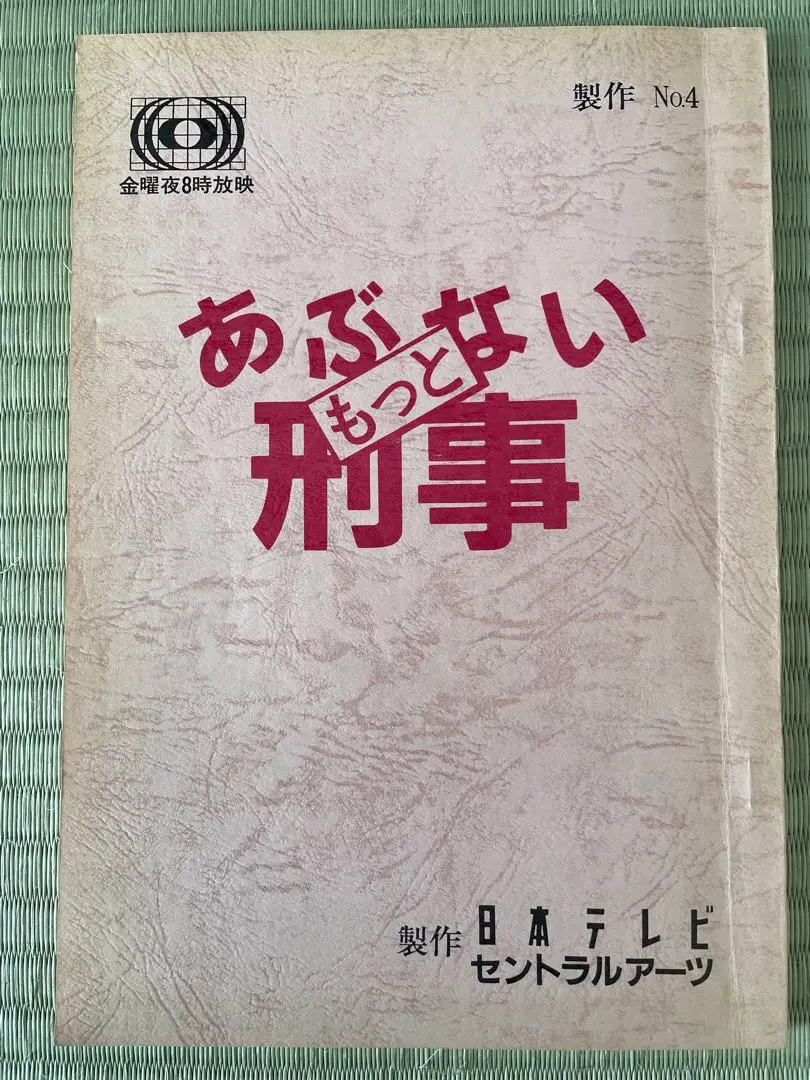 製作 No.4
金曜夜8時放映
あぶない
もっと
刑事
製作 日本テレビ
セントラルアーツ